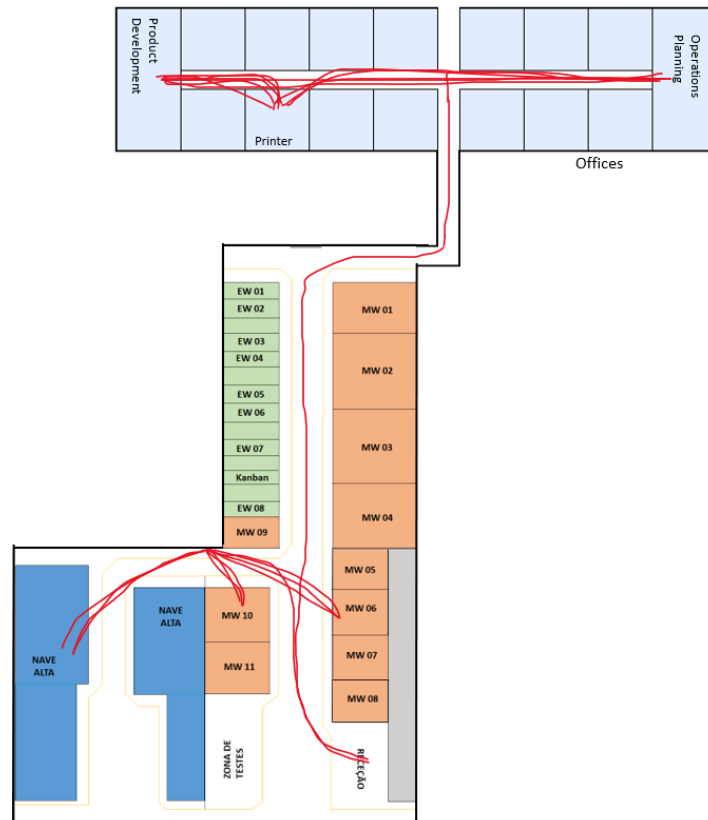 Product
Development
Operations
Planning
Printer
Offices
EW 01
EW 02
EW 03
EW 04
EW 05
EW 06
EW 07
Kanban
EW 08
MW 09
MW 01
MW 02
MW 03
MW 04
MW 05
MW 06
MW 07
MW 08
NAVE ALTA
NAVE
ALTA
MW 10
MW 11
ZONA DE
TESTES
RECEÇÃO